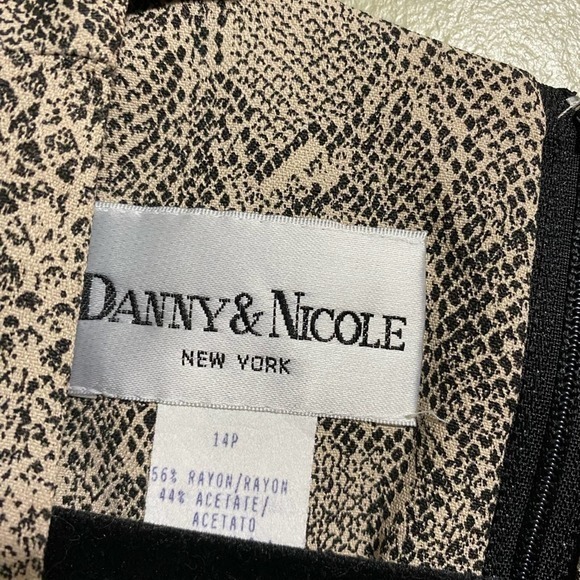 DANNY & NICOLE
NEW YORK
14P
56% RAYON/RAYON
44% ACETATE/
ACETATO